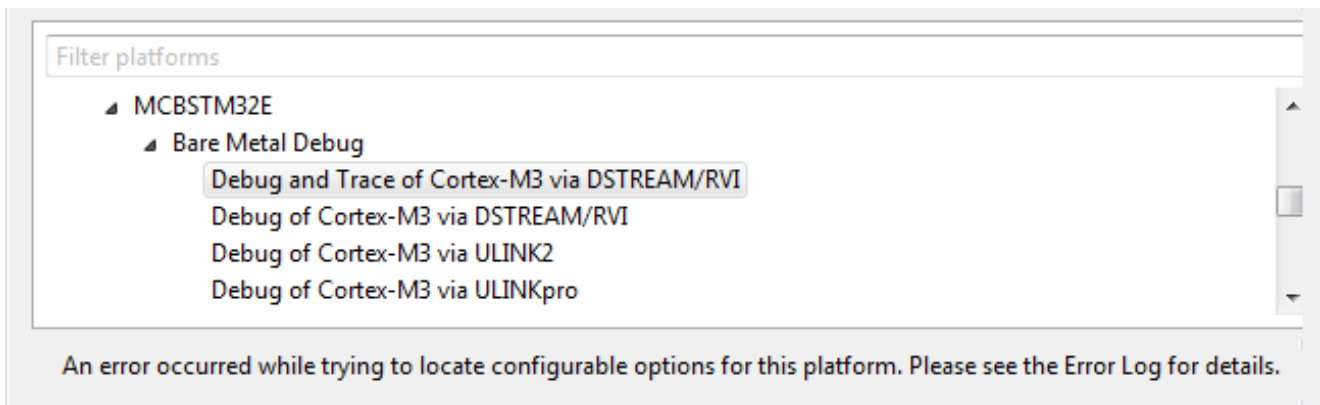 Filter platforms
MCBSTM32E
Bare Metal Debug
Debug and Trace of Cortex-M3 via DSTREAM/RVI
Debug of Cortex-M3 via DSTREAM/RVI
Debug of Cortex-M3 via ULINK2
Debug of Cortex-M3 via ULINKpro
An error occurred while trying to locate configurable options for this platform. Please see the Error Log for details.